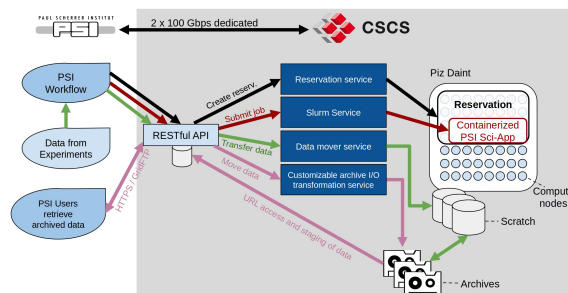 PAUL SCHERRER INSTITUT
PSI
2 x 100 Gbps dedicated
CSCS
PSI
Workflow
Data from
Experiments
PSI Users
retrieve
archived data
HTTPS / GridFTP
RESTful API
Create reserv.
Submit job
Transfer data
Move data
URL access and staging of data
Reservation service
Slurm Service
Data mover service
Customizable archive I/O
transformation service
Piz Daint
Reservation
Containerized
PSI Sci-App
Comput
nodes
Scratch
Archives